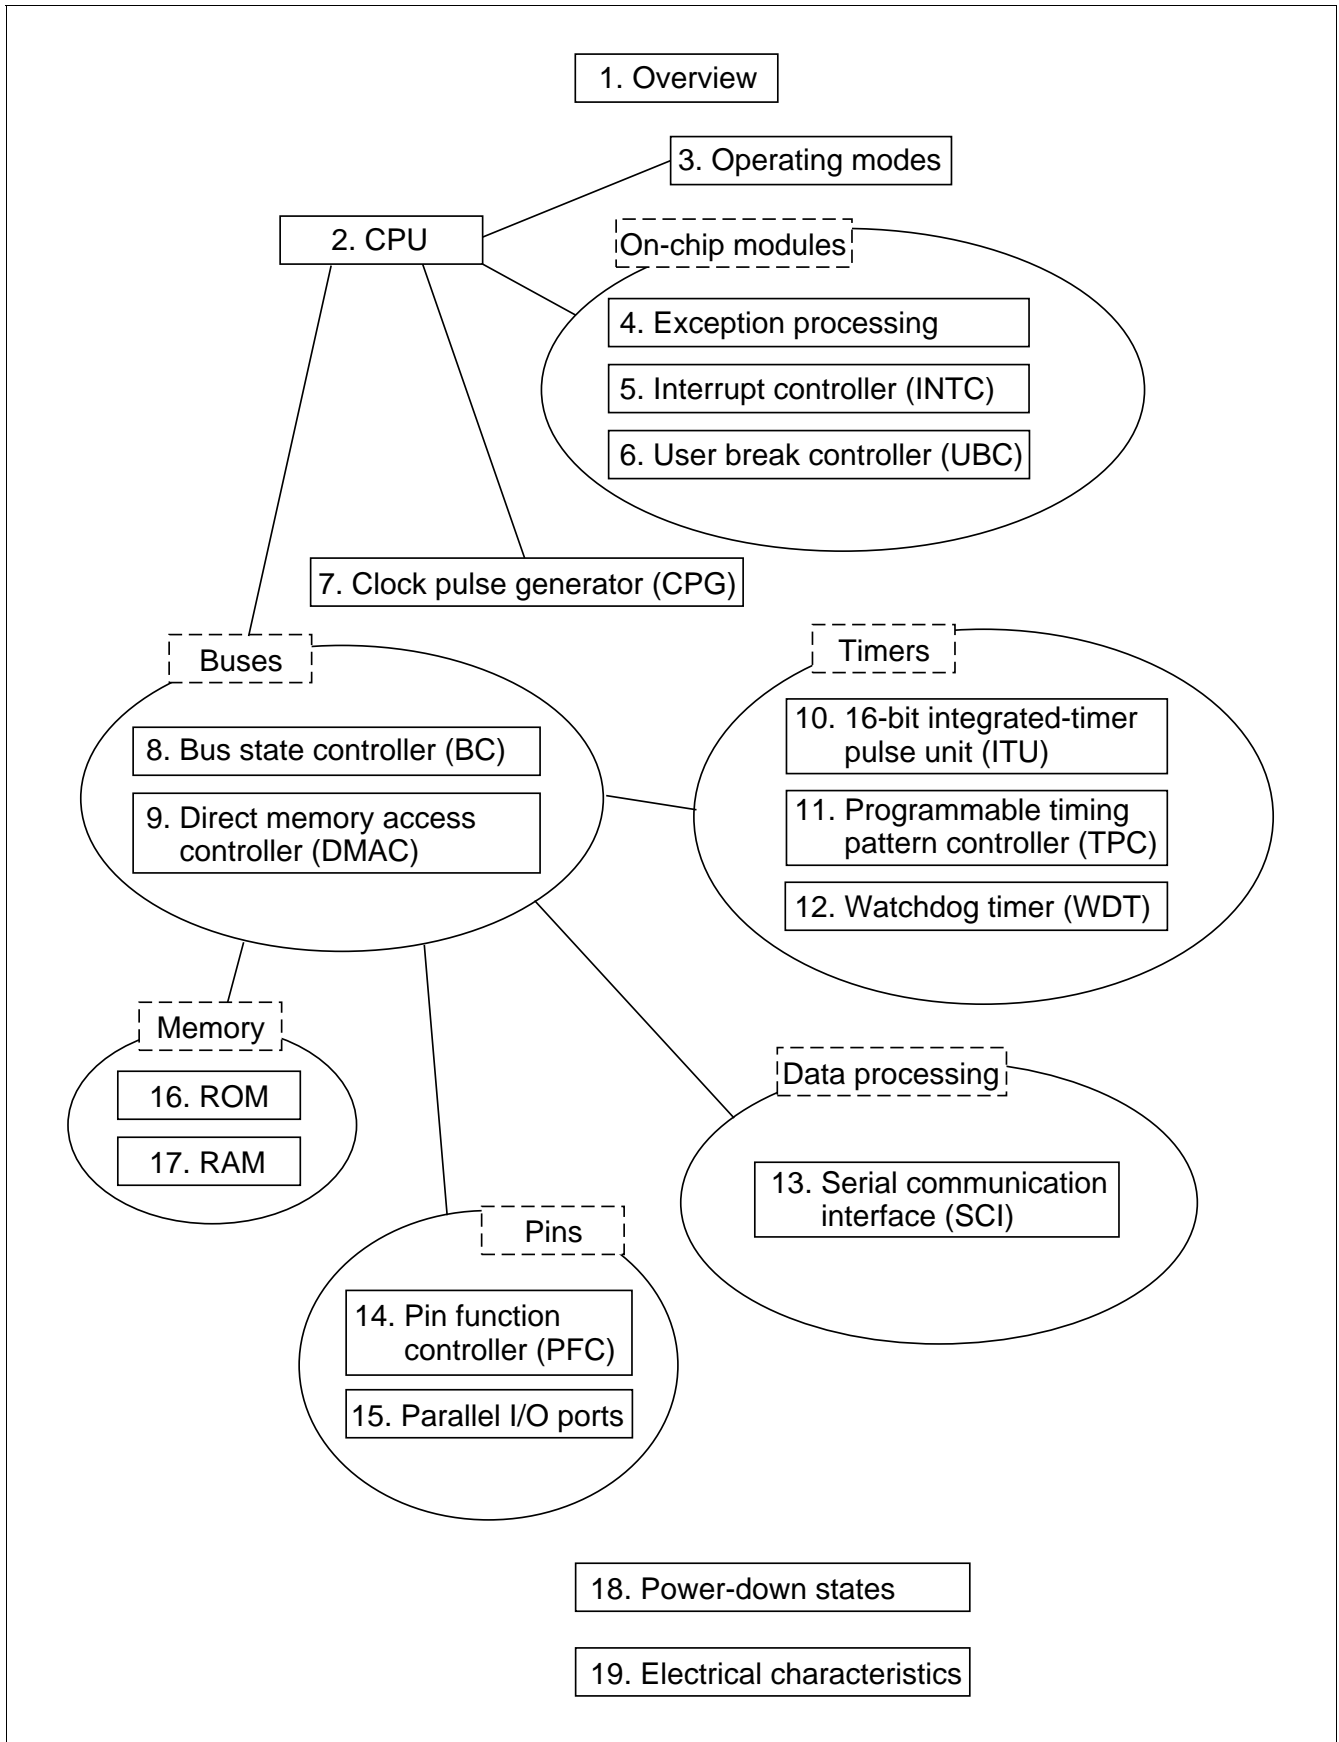 1. Overview
3. Operating modes
2. CPU
On-chip modules
4. Exception processing
5. Interrupt controller (INTC)
6. User break controller (UBC)
7. Clock pulse generator (CPG)
Buses
8. Bus state controller (BC)
9. Direct memory access
controller (DMAC)
Timers
10. 16-bit integrated-timer
pulse unit (ITU)
11. Programmable timing
pattern controller (TPC)
12. Watchdog timer (WDT)
Memory
16. ROM
17. RAM
Data processing
13. Serial communication
interface (SCI)
Pins
14. Pin function
controller (PFC)
15. Parallel I/O ports
18. Power-down states
19. Electrical characteristics